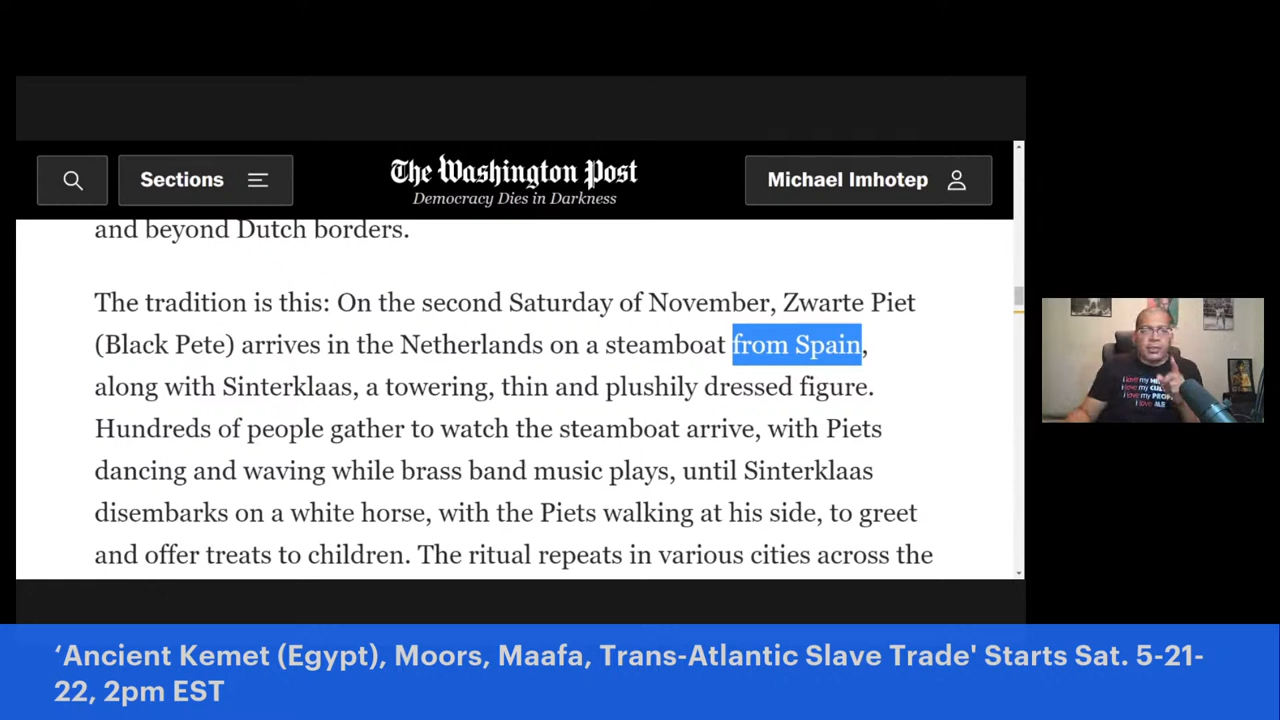 Sections
The Washington Post
Democracy Dies in Darkness
Michael Imhotep
and beyond Dutch borders.
The tradition is this: On the second Saturday of November, Zwarte Piet
(Black Pete) arrives in the Netherlands on a steamboat from Spain,
along with Sinterklaas, a towering, thin and plushily dressed figure.
Hundreds of people gather to watch the steamboat arrive, with Piets
dancing and waving while brass band music plays, until Sinterklaas
disembarks on a white horse, with the Piets walking at his side, to greet
and offer treats to children. The ritual repeats in various cities across the
‘Ancient Kemet (Egypt), Moors, Maafa, Trans-Atlantic Slave Trade' Starts Sat. 5-21-
22, 2pm EST